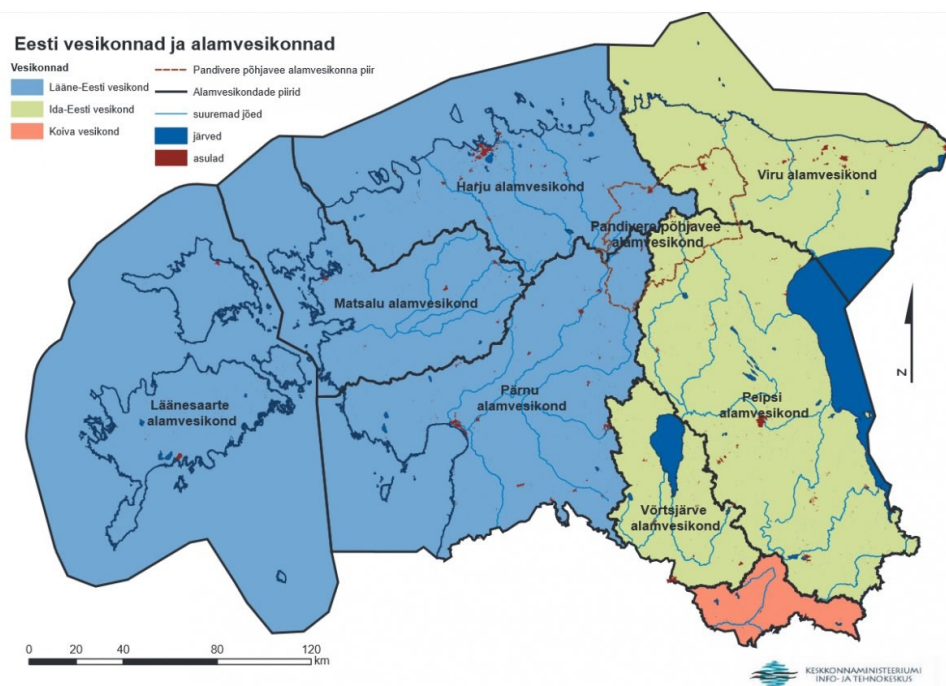 Eesti vesikonnad ja alamvesikonnad
Vesikonnad
Lääne-Eesti vesikond
Ida-Eesti vesikond
Koiva vesikond
Pandivere põhjavee alamvesikonna piir
Alamvesikondade piirid
suuremad jõed
järved
asulad
Harju alamvesikond
Viru alamvesikond
Pandivere põhjavee
alamvesikond
Matsalu alamvesikond
Läänesaarte
alamvesikond
Pärnu
alamvesikond
Peipsi
alamvesikond
Võrtsjärve
alamvesikond
N
0 20 40 80 120
km
KESKKONNAMINISTEERIUMI
INFO- JA TEHNOKESKUS